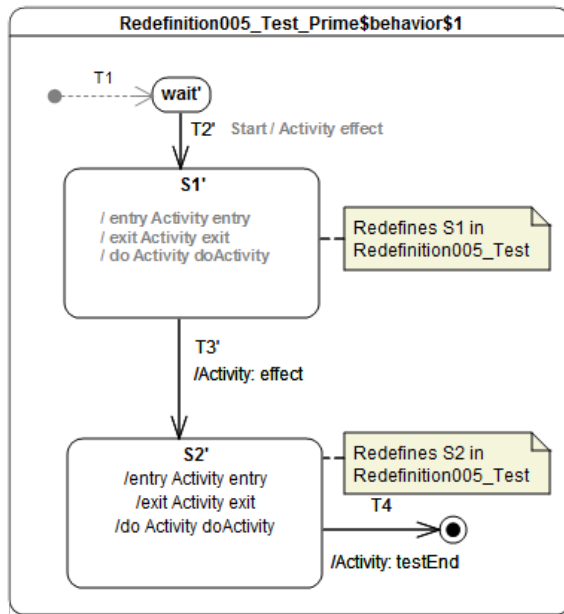 Redefinition005_Test_Prime$behavior$1
T1
wait'
T2' Start / Activity effect
S1'
/ entry Activity entry
/ exit Activity exit
/ do Activity doActivity
Redefines S1 in
Redefinition005_Test
T3'
/Activity: effect
S2'
/entry Activity entry
/exit Activity exit
/do Activity doActivity
Redefines S2 in
Redefinition005_Test
T4
/Activity: testEnd